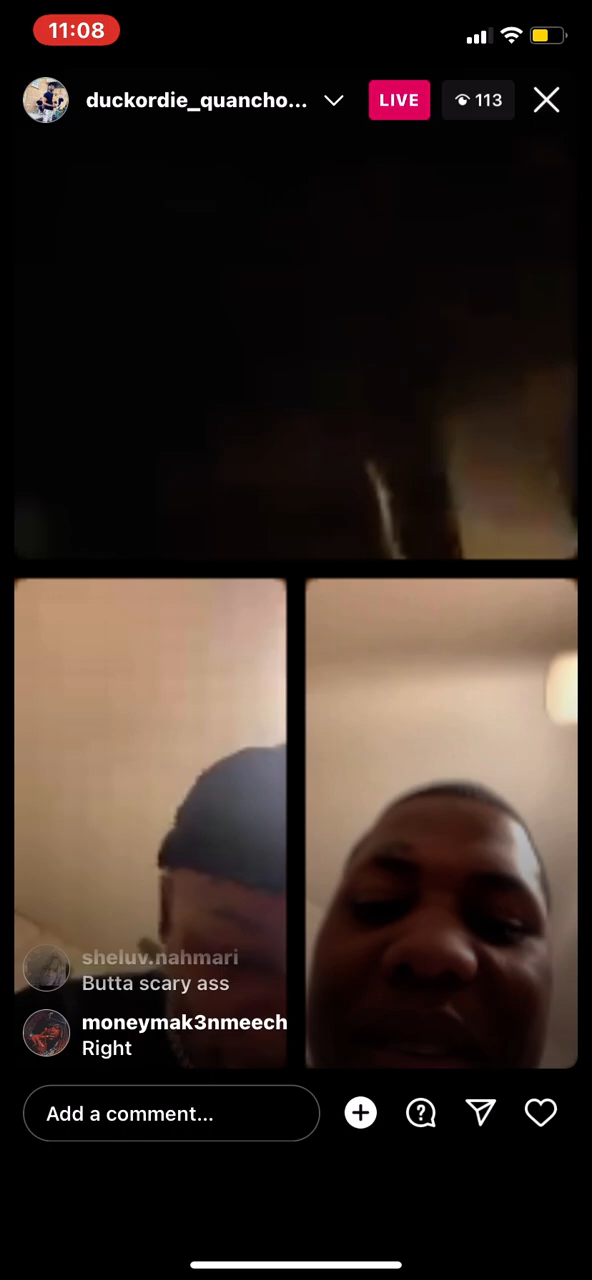 11:08
duckordie_quancho...
LIVE
113
sheluv.nahmari
Butta scary ass
moneymak3nmeech
Right
Add a comment...